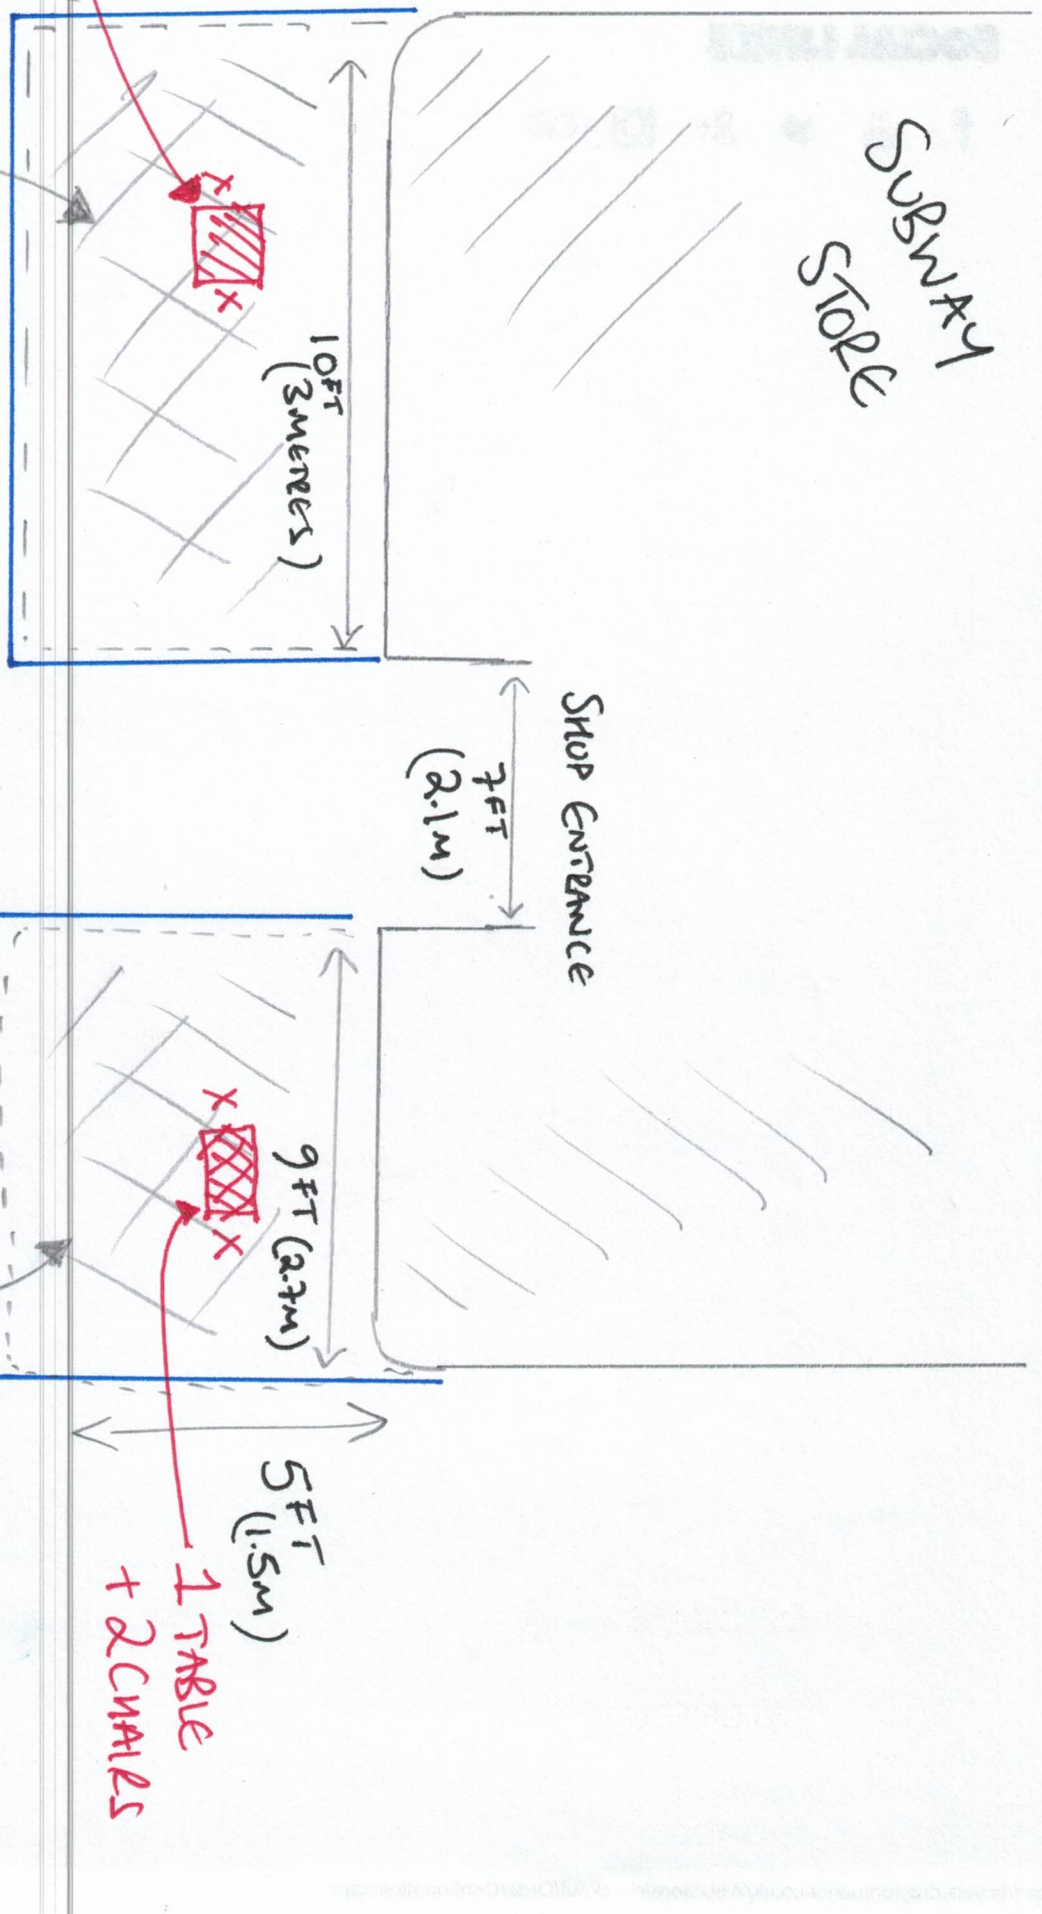 SUBWAY
STORE
10FT
(3 METRES)
SHOP ENTRANCE
7FT
(2.1M)
9FT (2.7M)
5FT
(1.5M)
1 TABLE
+ 2 CHAIRS